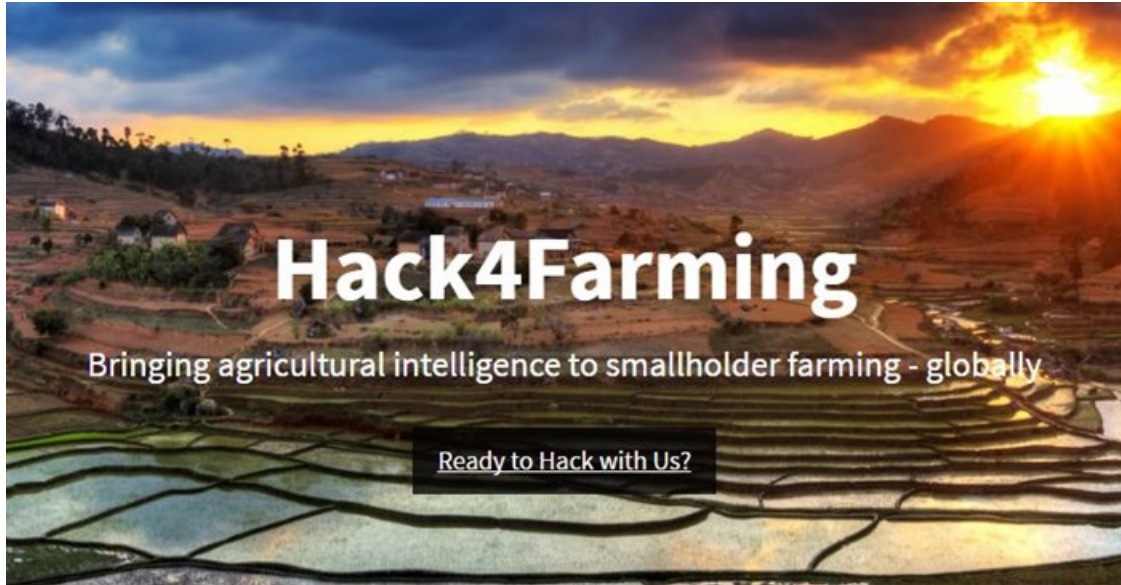 Hack4Farming
Bringing agricultural intelligence to smallholder farming - globally
Ready to Hack with Us?